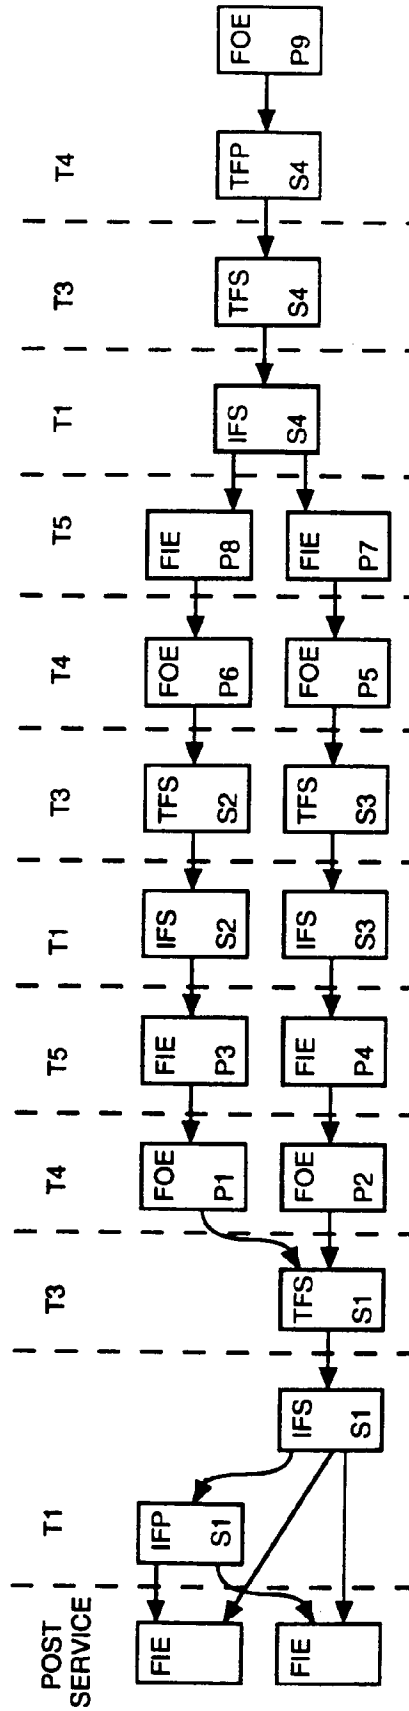 POST
SERVICE
T1
T3
T4
T5
T1
T3
T4
T5
T1
T3
T4
FIE
IFP
S1
FOE
P1
FIE
P3
IFS
S2
TFS
S2
FOE
P6
FIE
P8
FIE
IFS
S1
TFS
S1
FOE
P2
FIE
P4
IFS
S3
TFS
S3
FOE
P5
FIE
P7
IFS
S4
TFS
S4
TFP
S4
FOE
P9